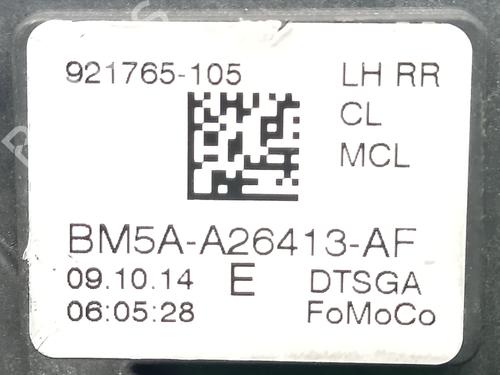 921765-105 LH RR
CL
MCL
BM5A-A26413-AF
09.10.14 E DTSGA
06:05:28 FoMoCo